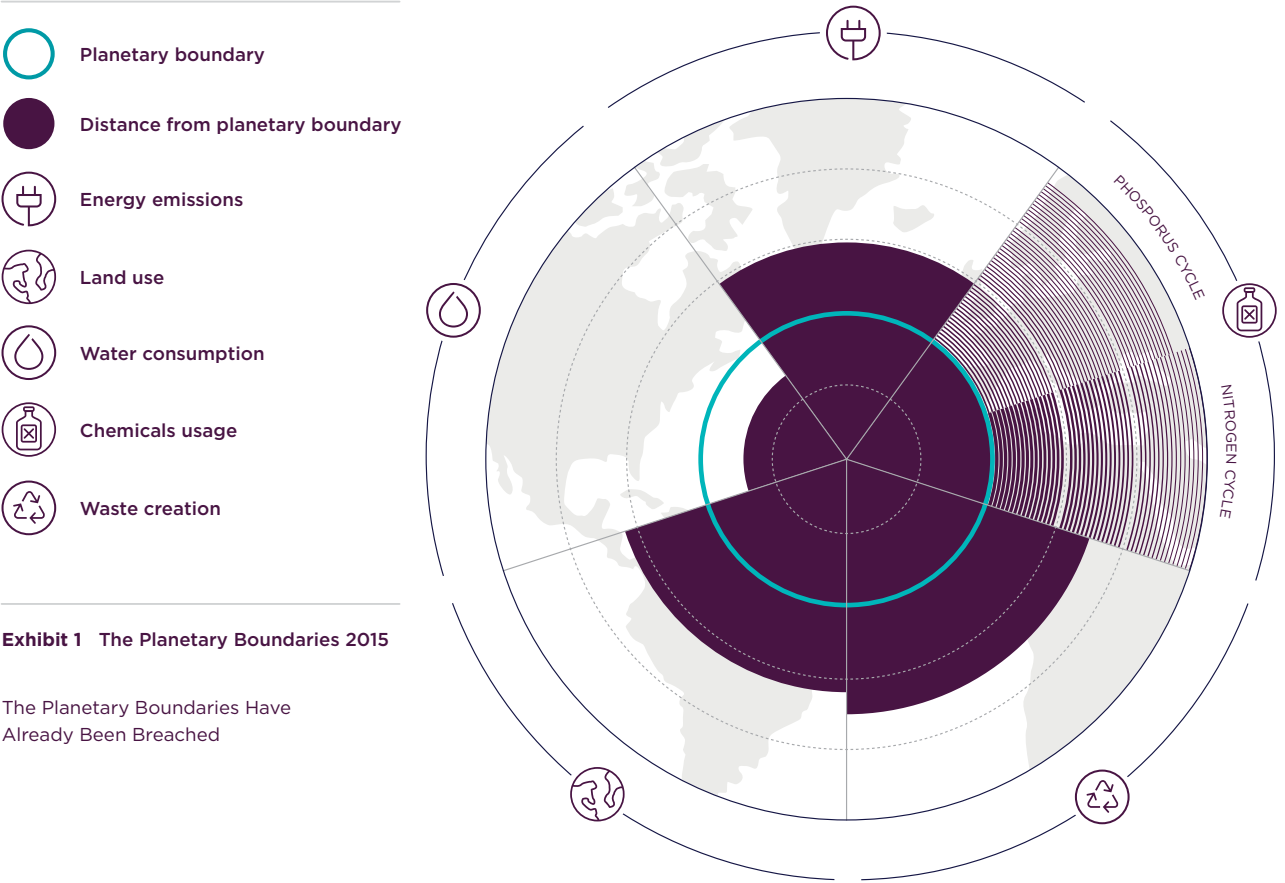 Planetary boundary
Distance from planetary boundary
Energy emissions
Land use
Water consumption
Chemicals usage
Waste creation
Exhibit 1 The Planetary Boundaries 2015
The Planetary Boundaries Have
Already Been Breached
PHOSPORUS CYCLE
NITROGEN CYCLE